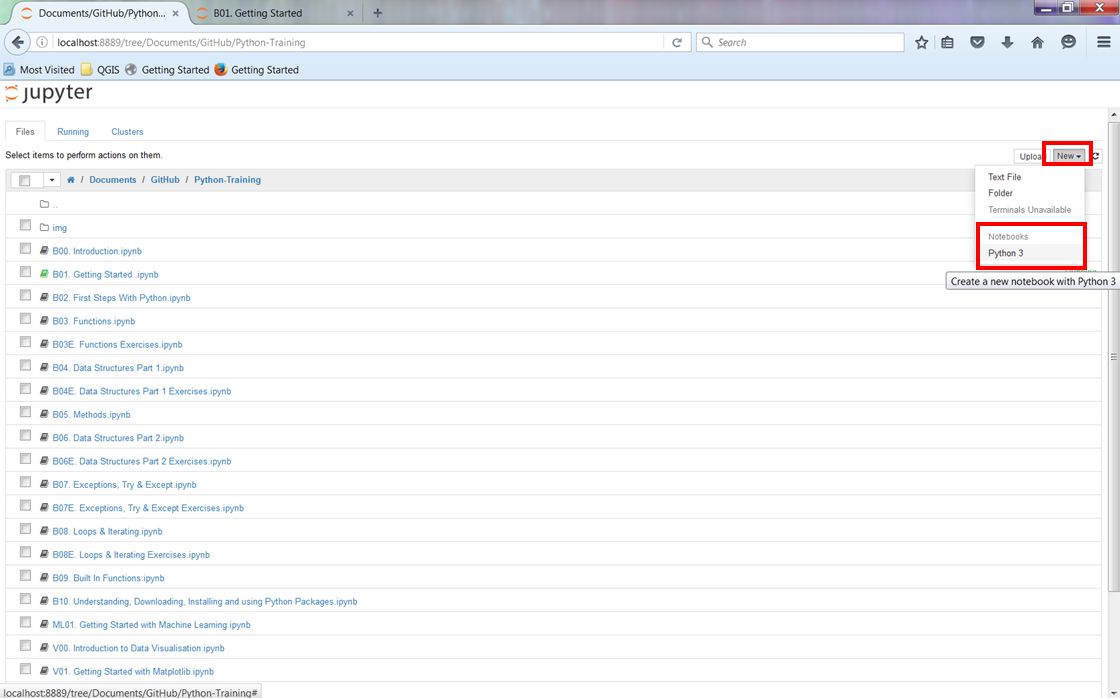 Documents/GitHub/Python... × B01. Getting Started × +
localhost:8889/tree/Documents/GitHub/Python-Training Search
Most Visited QGIS Getting Started Getting Started
jupyter
Files Running Clusters
Select items to perform actions on them.
Uploa New
/ Documents / GitHub / Python-Training
Text File
Folder
Terminals Unavailable
Notebooks
Python 3
Create a new notebook with Python 3
..
img
B00. Introduction.ipynb
B01. Getting Started .ipynb
B02. First Steps With Python.ipynb
B03. Functions.ipynb
B03E. Functions Exercises.ipynb
B04. Data Structures Part 1.ipynb
B04E. Data Structures Part 1 Exercises.ipynb
B05. Methods.ipynb
B06. Data Structures Part 2.ipynb
B06E. Data Structures Part 2 Exercises.ipynb
B07. Exceptions, Try & Except.ipynb
B07E. Exceptions, Try & Except Exercises.ipynb
B08. Loops & Iterating.ipynb
B08E. Loops & Iterating Exercises.ipynb
B09. Built In Functions.ipynb
B10. Understanding, Downloading, Installing and using Python Packages.ipynb
ML01. Getting Started with Machine Learning.ipynb
V00. Introduction to Data Visualisation.ipynb
V01. Getting Started with Matplotlib.ipynb
localhost:8889/tree/Documents/GitHub/Python-Training#